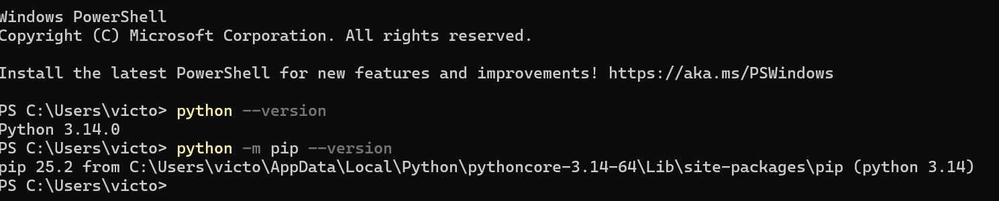 Windows PowerShell
Copyright (C) Microsoft Corporation. All rights reserved.
Install the latest PowerShell for new features and improvements! https://aka.ms/PSWindows
PS C:\Users\victo> python --version
Python 3.14.0
PS C:\Users\victo> python -m pip --version
pip 25.2 from C:\Users\victo\AppData\Local\Python\pythoncore-3.14-64\Lib\site-packages\pip (python 3.14)
PS C:\Users\victo>